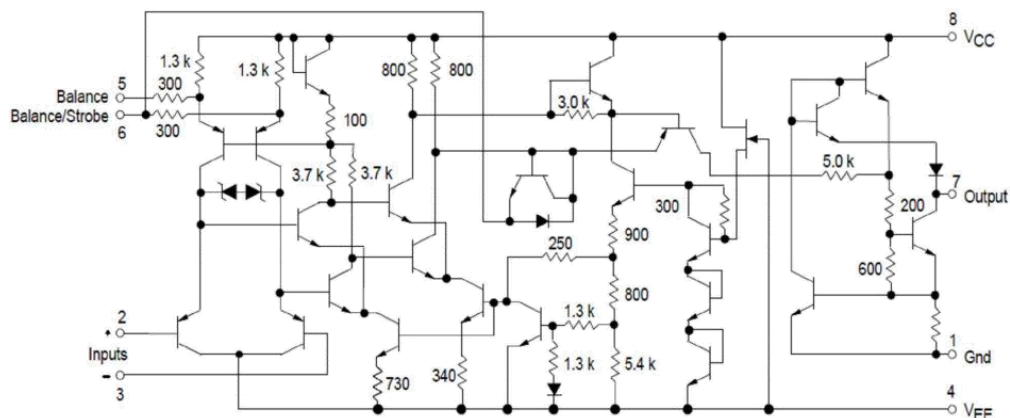 8
VCC
1.3 k
1.3 k
800
800
5
300
Balance
Balance/Strobe
6
300
100
3.0 k
3.7 k
3.7 k
5.0 k
7
Output
200
300
900
250
600
800
2
+
Inputs
-
3
1.3 k
1.3 k
5.4 k
730
340
1
Gnd
4
VEE